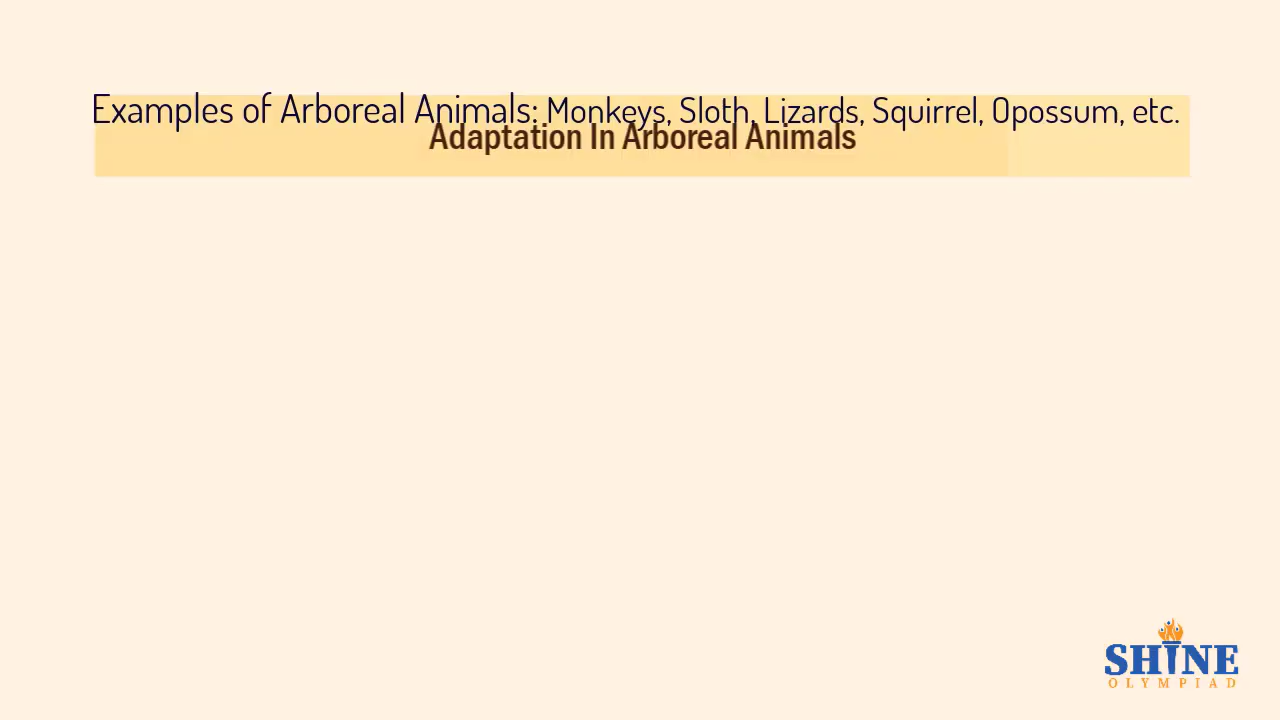 Examples of Arboreal Animals: Monkeys, Sloth, Lizards, Squirrel, Opossum, etc.
Adaptation In Arboreal Animals
SHINE
OLYMPIAD